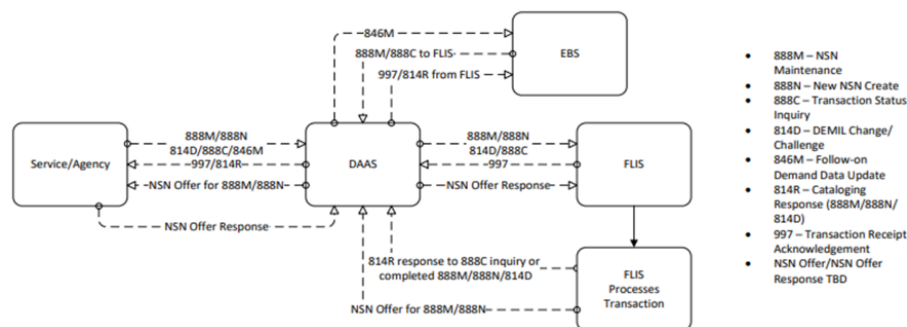 846M
888M/888C to FLIS
997/814R from FLIS
EBS
Service/Agency
888M/888N
814D/888C/846M
997/814R
NSN Offer for 888M/888N
NSN Offer Response
DAAS
888M/888N
814D/888C
997
NSN Offer Response
FLIS
814R response to 888C inquiry or
completed 888M/888N/814D
NSN Offer for 888M/888N
FLIS
Processes
Transaction
• 888M – NSN
Maintenance
• 888N – New NSN Create
• 888C – Transaction Status
Inquiry
• 814D – DEMIL Change/
Challenge
• 846M – Follow-on
Demand Data Update
• 814R – Cataloging
Response (888M/888N/
814D)
• 997 – Transaction Receipt
Acknowledgement
• NSN Offer/NSN Offer
Response TBD